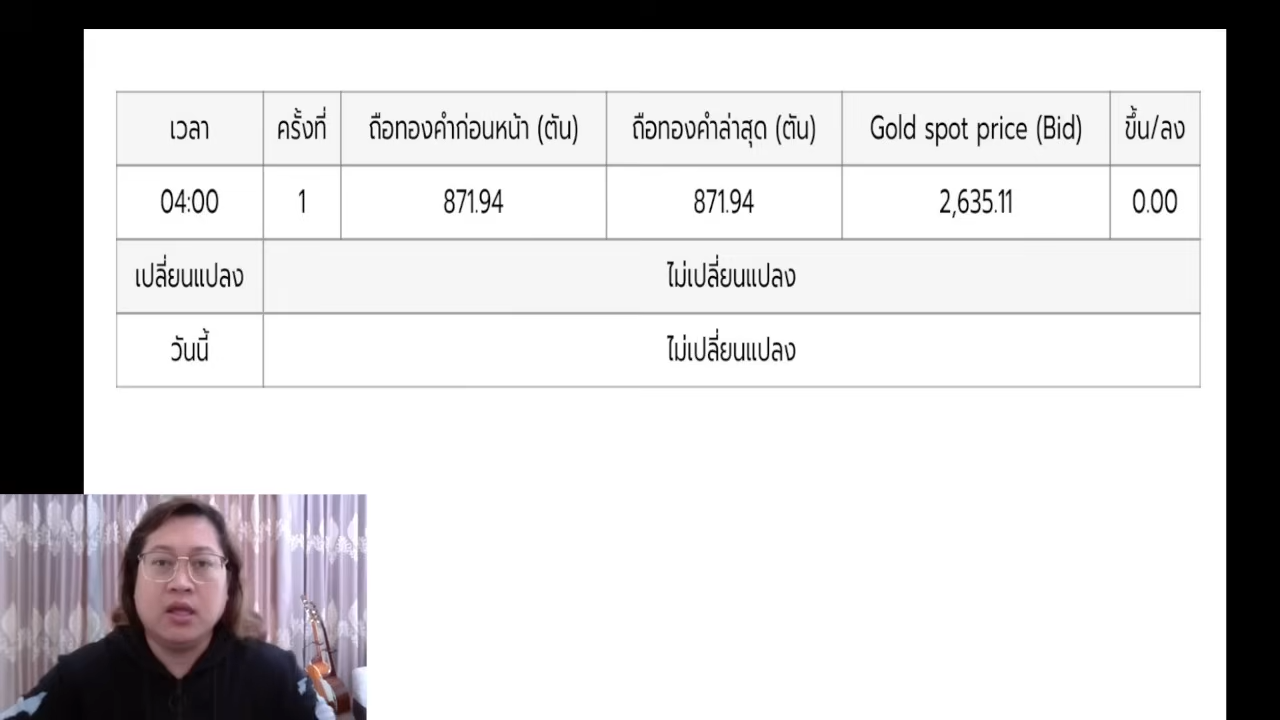 เวลา ครั้งที่ ถือทองคำก่อนหน้า (ตัน) ถือทองคำล่าสุด (ตัน) Gold spot price (Bid) ขึ้น/ลง
04:00 1 871.94 871.94 2,635.11 0.00
เปลี่ยนแปลง ไม่เปลี่ยนแปลง
วันนี้ ไม่เปลี่ยนแปลง